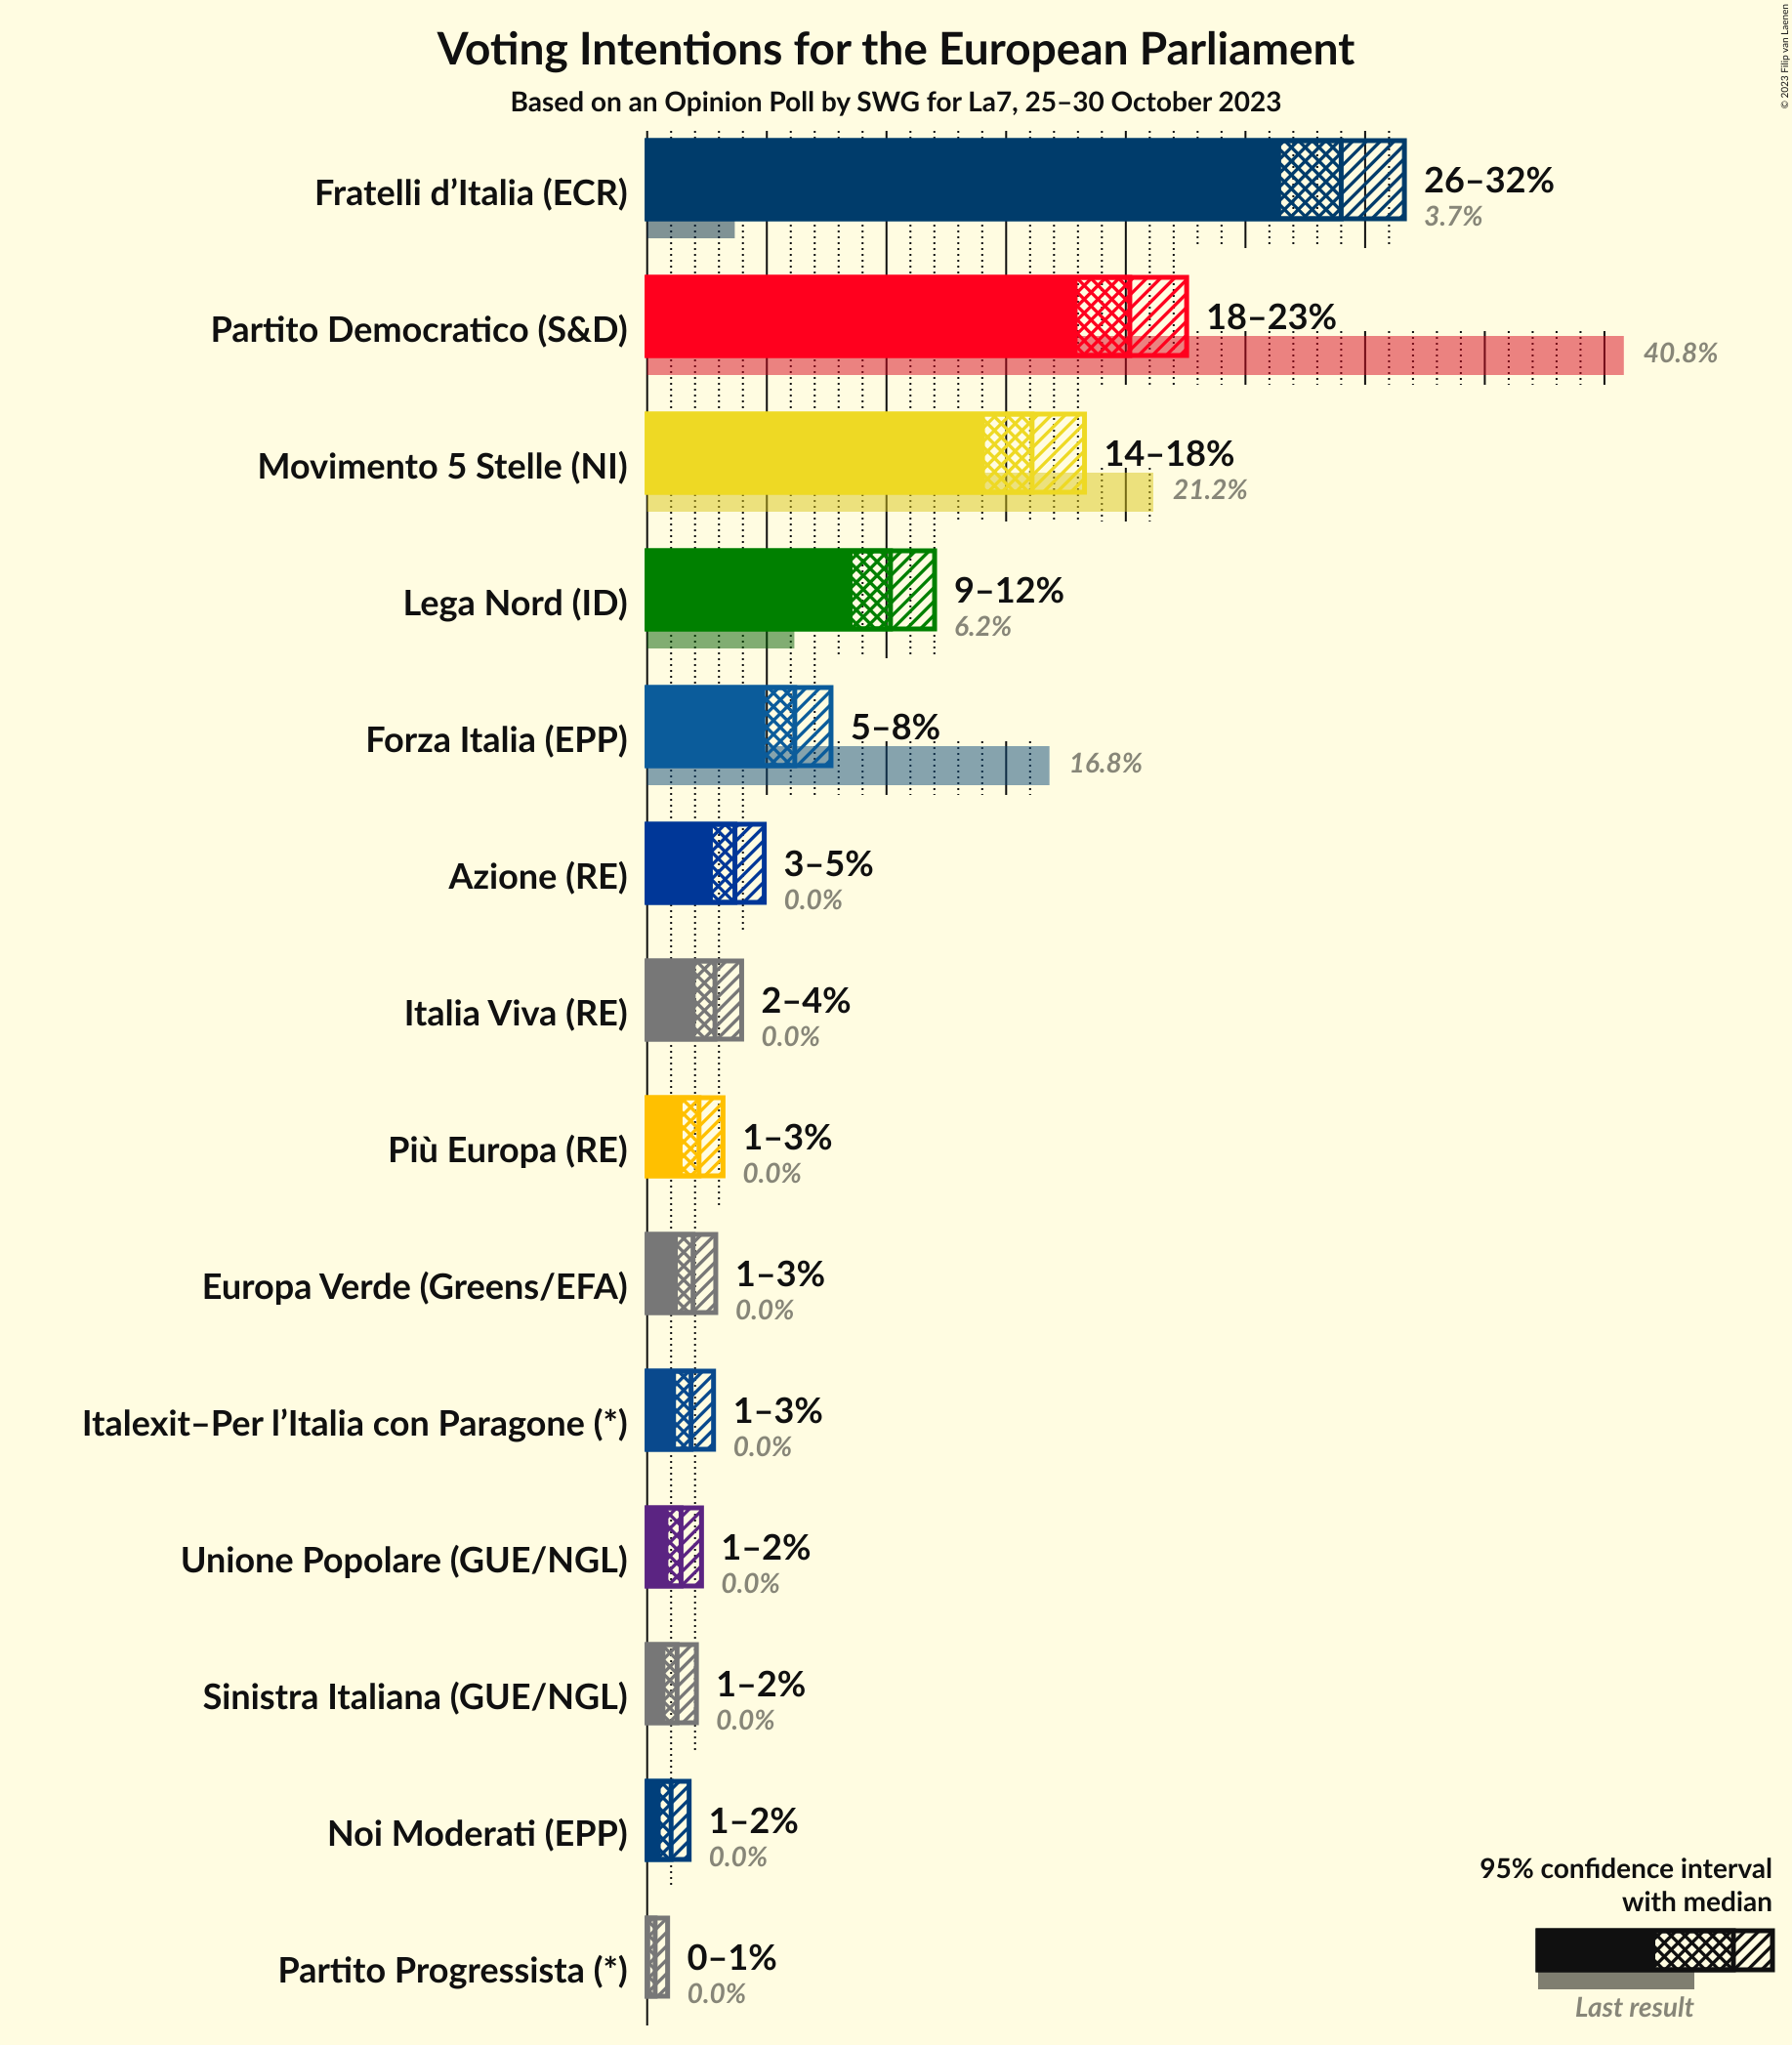 © 2023 Filip van Laenen
Voting Intentions for the European Parliament
Based on an Opinion Poll by SWG for La7, 25–30 October 2023
Fratelli d’Italia (ECR)
26–32%
3.7%
Partito Democratico (S&D)
18–23%
40.8%
Movimento 5 Stelle (NI)
14–18%
21.2%
Lega Nord (ID)
9–12%
6.2%
Forza Italia (EPP)
5–8%
16.8%
Azione (RE)
3–5%
0.0%
Italia Viva (RE)
2–4%
0.0%
Più Europa (RE)
1–3%
0.0%
Europa Verde (Greens/EFA)
1–3%
0.0%
Italexit–Per l’Italia con Paragone (*)
1–3%
0.0%
Unione Popolare (GUE/NGL)
1–2%
0.0%
Sinistra Italiana (GUE/NGL)
1–2%
0.0%
Noi Moderati (EPP)
1–2%
0.0%
Partito Progressista (*)
0–1%
0.0%
95% confidence interval
with median
Last result